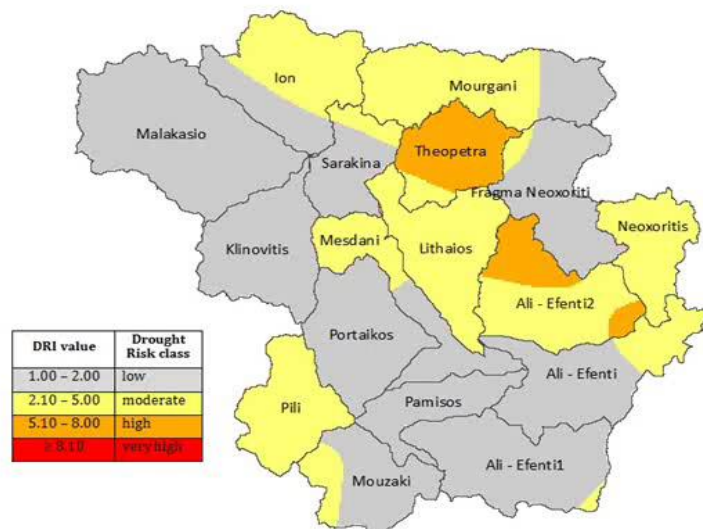 Ion
Mourgani
Malakasio
Theopetra
Sarakina
Fragma Neoxoriti
Neoxoritis
Klinovitis
Mesdani
Lithaios
Ali - Efenti2
Portaikos
Ali - Efenti
Pili
Pamisos
Mouzaki
Ali - Efenti1
DRI value Drought Risk class
1.00 – 2.00 low
2.10 – 5.00 moderate
5.10 – 8.00 high
≥ 8.10 very high